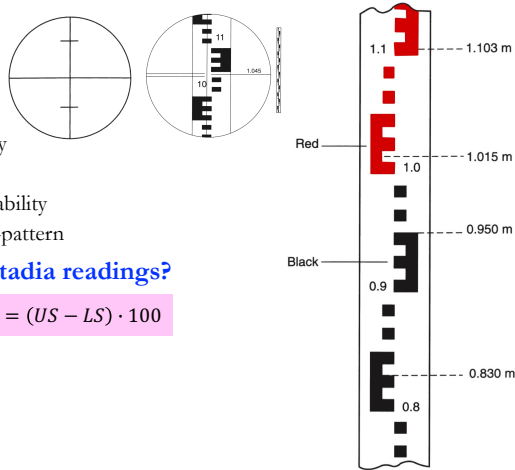 11
1.045
10
y
ability
-pattern
tadia readings?
= (US − LS) · 100
1.1
1.103 m
Red
1.015 m
1.0
0.950 m
Black
0.9
0.830 m
0.8